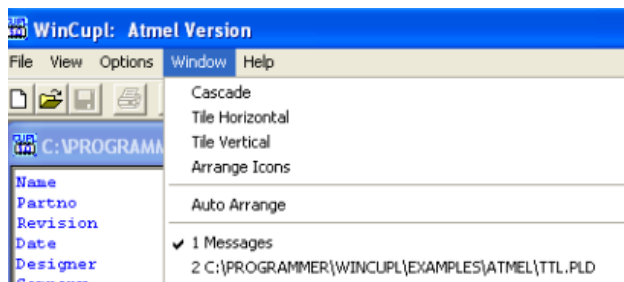 WinCupl: Atmel Version
File View Options Window Help
Cascade
Tile Horizontal
Tile Vertical
Arrange Icons
Auto Arrange
1 Messages
2 C:\PROGRAMMER\WINCUPL\EXAMPLES\ATMEL\TTL.PLD
C:\PROGRAMM
Name
Partno
Revision
Date
Designer